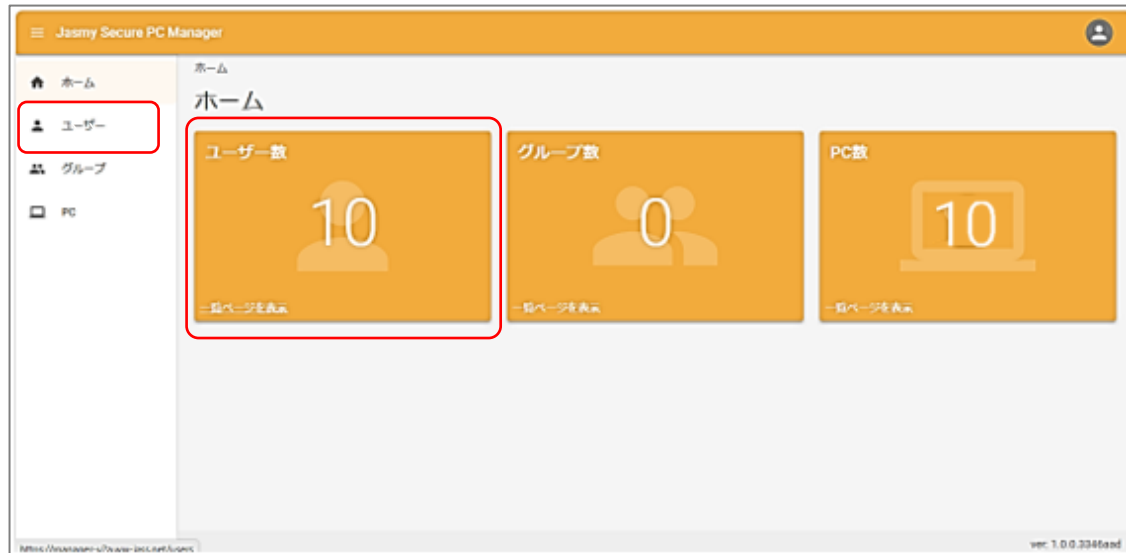 Jasmy Secure PC Manager
ホーム
ユーザー
グループ
PC
ホーム
ホーム
ユーザー数
10
一覧ページを表示
グループ数
0
一覧ページを表示
PC数
10
一覧ページを表示
ver. 1.0.0.3346aad